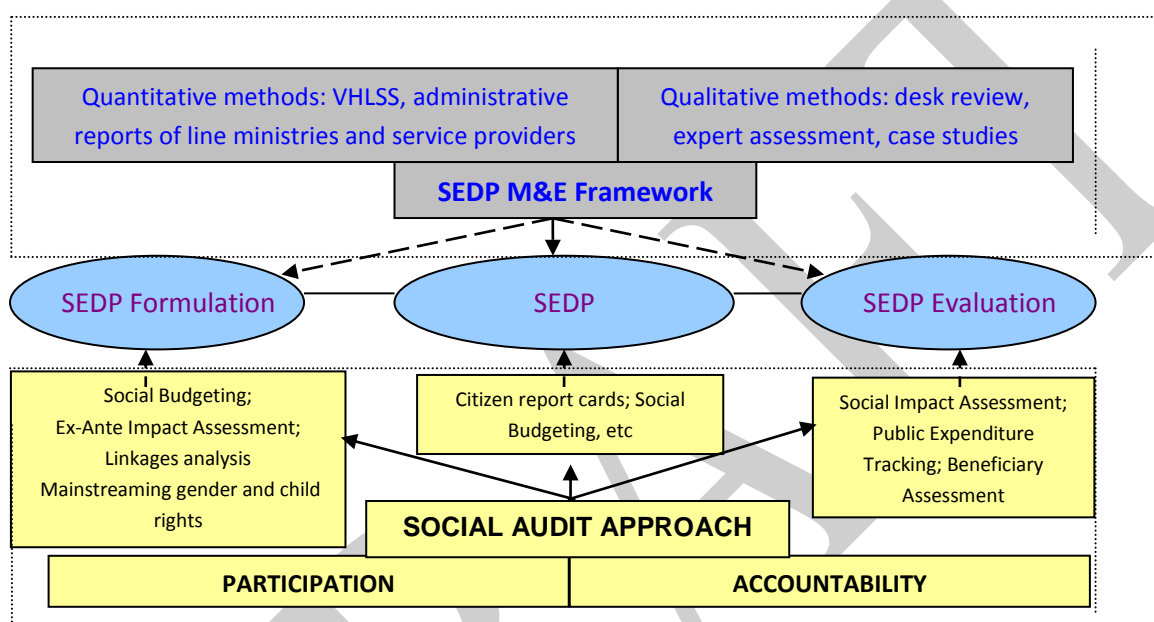 Quantitative methods: VHLSS, administrative
reports of line ministries and service providers
Qualitative methods: desk review,
expert assessment, case studies
SEDP M&E Framework
SEDP Formulation
SEDP
SEDP Evaluation
Social Budgeting;
Ex-Ante Impact Assessment;
Linkages analysis
Mainstreaming gender and child
rights
Citizen report cards; Social
Budgeting, etc
Social Impact Assessment;
Public Expenditure
Tracking; Beneficiary
Assessment
SOCIAL AUDIT APPROACH
PARTICIPATION
ACCOUNTABILITY